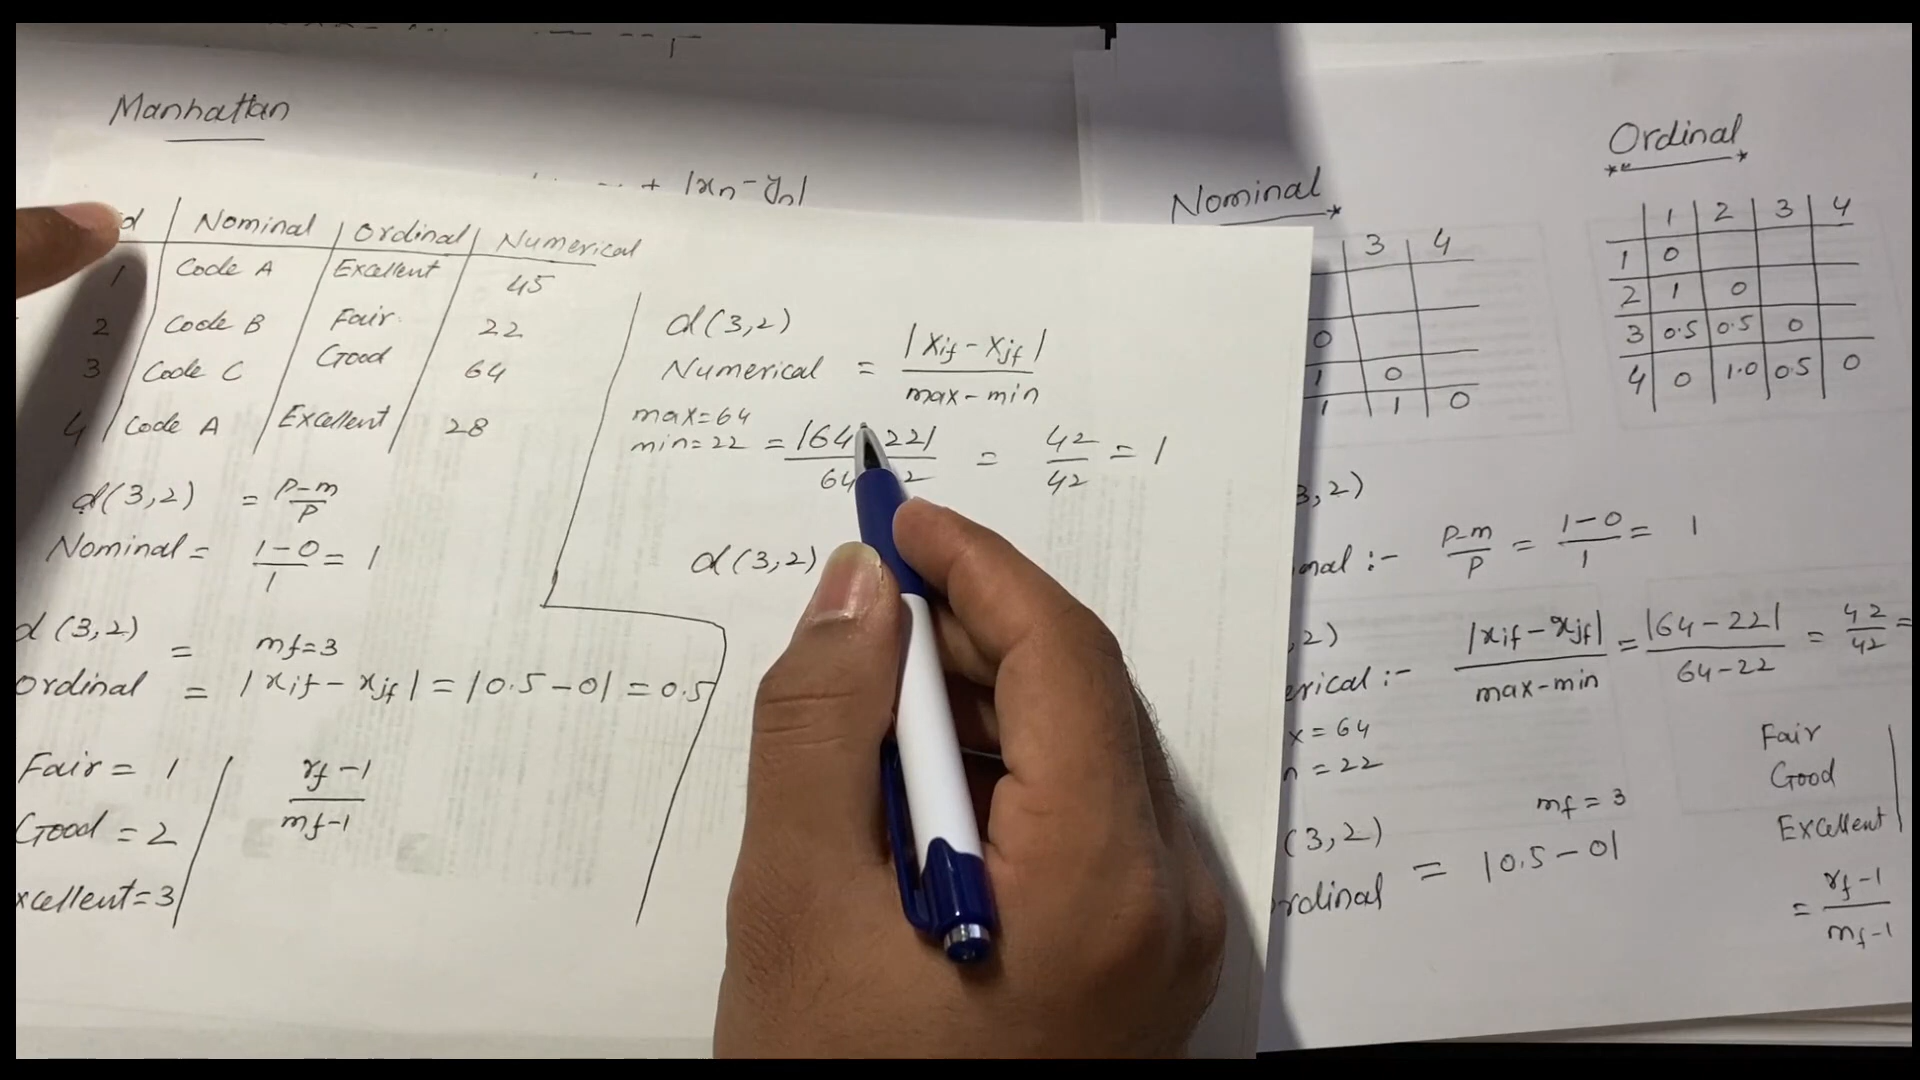 Manhattan
+ |xn - yn|
id Nominal Ordinal Numerical
1 Code A Excellent 45
2 Code B Fair 22
3 Code C Good 64
4 Code A Excellent 28
d(3,2) = p-m/p
Nominal = 1-0/1 = 1
d(3,2)
= mf=3
ordinal = |xif - xjf| = |0.5-0| = 0.5
Fair = 1
Good = 2
xcellent = 3
rf-1/mf-1
d(3,2)
Numerical = |xif - xjf|/max-min
max=64
min=22 = |64 22|/64 2 = 42/42 = 1
d(3,2)
Nominal
3 4
0
1 0
1 1 0
Ordinal
1 2 3 4
1 0
2 1 0
3 0.5 0.5 0
4 0 1.0 0.5 0
3,2)
onal :- p-m/p = 1-0/1 = 1
,2)
erical :- |xif - xjf|/max-min = |64-22|/64-22 = 42/42 =
x = 64
n = 22
mf = 3
(3,2)
rdinal = |0.5-0|
Fair
Good
Excellent
= rf-1/mf-1